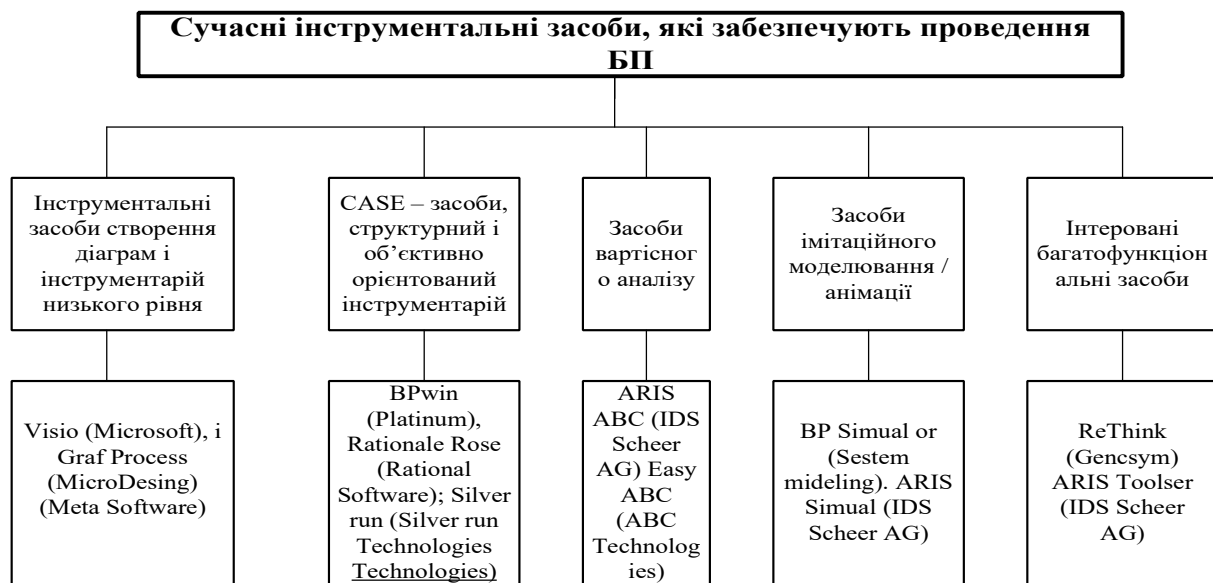 Сучасні інструментальні засоби, які забезпечують проведення
БП
Інструментальні
засоби створення
діаграм і
інструментарій
низького рівня
CASE – засоби,
структурний і
об’єктивно
орієнтований
інструментарій
Засоби
вартісног
о аналізу
Засоби
імітаційного
моделювання /
анімації
Інтеровані
багатофункціон
альні засоби
Visio (Microsoft), і
Graf Process
(MicroDesing)
(Meta Software)
BPwin
(Platinum),
Rationale Rose
(Rational
Software); Silver
run (Silver run
Technologies
Technologies)
ARIS
ABC (IDS
Scheer
AG) Easy
ABC
(ABC
Technolog
ies)
BP Simual or
(Sestem
mideling). ARIS
Simual (IDS
Scheer AG)
ReThink
(Gencsym)
ARIS Toolser
(IDS Scheer
AG)